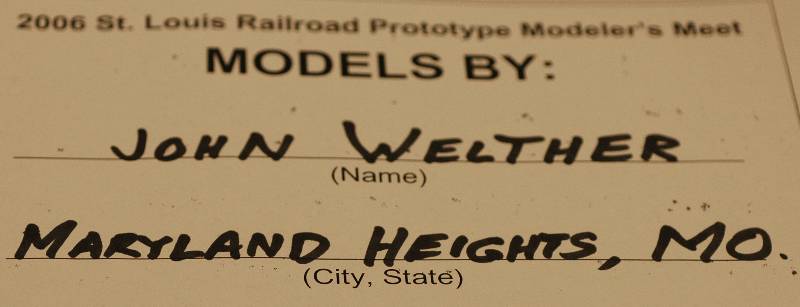 2006 St. Louis Railroad Prototype Modeler's Meet
MODELS BY:
JOHN WELTHER
(Name)
MARYLAND HEIGHTS, MO.
(City, State)